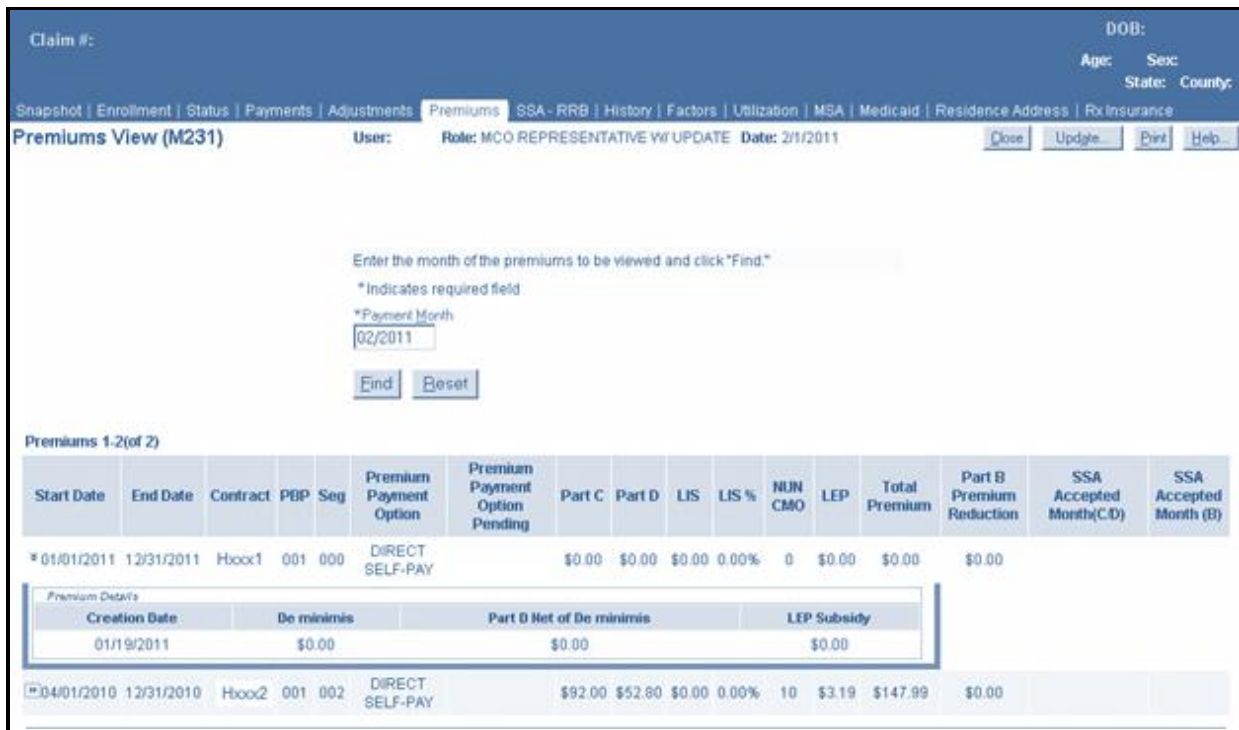 Claim #:
DOB:
Age: Sex:
State: County:
Snapshot | Enrollment | Status | Payments | Adjustments | Premiums | SSA - RRB | History | Factors | Utilization | MSA | Medicaid | Residence Address | Rx Insurance
Premiums View (M231) User: Role: MCO REPRESENTATIVE W/ UPDATE Date: 2/1/2011 Close Update... Print Help...
Enter the month of the premiums to be viewed and click "Find."
*Indicates required field
*Payment Month
02/2011
Find Reset
Premiums 1-2(of 2)
Start Date End Date Contract PBP Seg Premium Payment Option Premium Payment Option Pending Part C Part D LIS LIS % NUN CMO LEP Total Premium Part B Premium Reduction SSA Accepted Month(C/D) SSA Accepted Month (B)
01/01/2011 12/31/2011 Hxxx1 001 000 DIRECT SELF-PAY $0.00 $0.00 $0.00 0.00% 0 $0.00 $0.00 $0.00
Premium Details
Creation Date De minimis Part D Net of De minimis LEP Subsidy
01/19/2011 $0.00 $0.00 $0.00
04/01/2010 12/31/2010 Hxxx2 001 002 DIRECT SELF-PAY $92.00 $52.80 $0.00 0.00% 10 $3.19 $147.99 $0.00